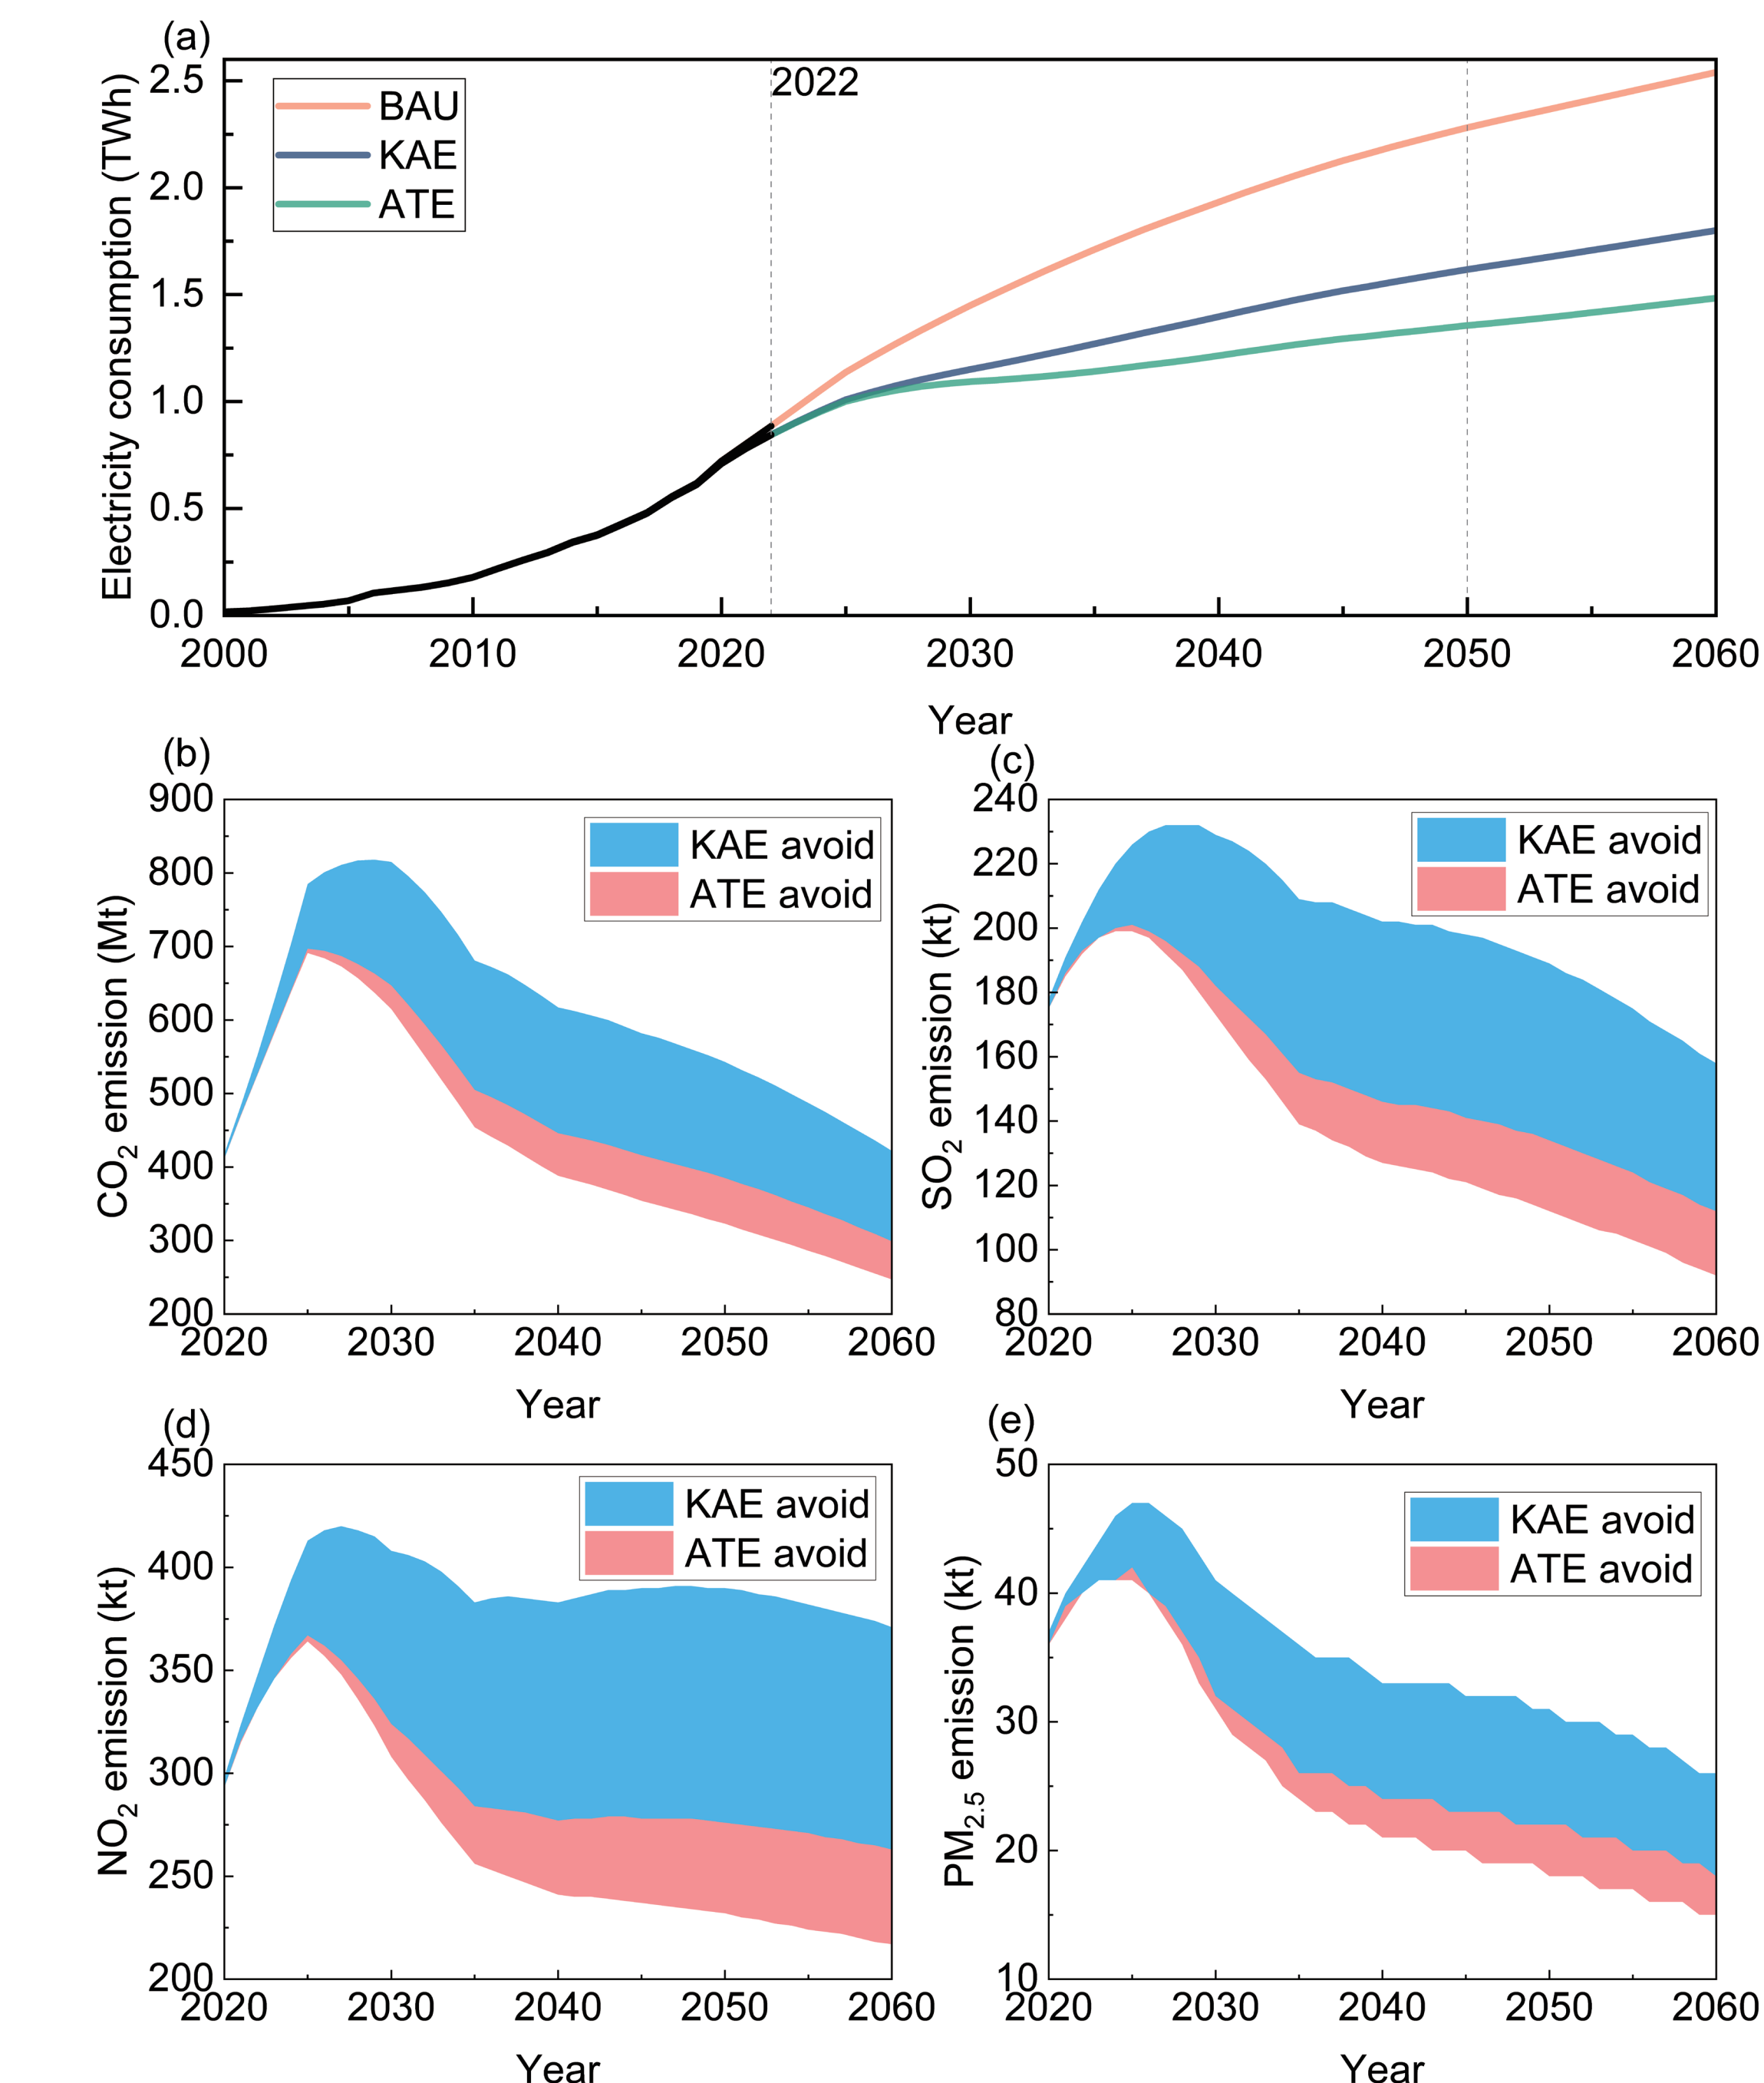 (a)
Electricity consumption (TWh)
2.5
2.0
1.5
1.0
0.5
0.0
BAU
KAE
ATE
2022
2000 2010 2020 2030 2040 2050 2060
Year
(b)
CO2 emission (Mt)
900
800
700
600
500
400
300
200
KAE avoid
ATE avoid
2020 2030 2040 2050 2060
Year
(c)
SO2 emission (kt)
240
220
200
180
160
140
120
100
80
KAE avoid
ATE avoid
2020 2030 2040 2050 2060
Year
(d)
NO2 emission (kt)
450
400
350
300
250
200
KAE avoid
ATE avoid
2020 2030 2040 2050 2060
Year
(e)
PM2.5 emission (kt)
50
40
30
20
10
KAE avoid
ATE avoid
2020 2030 2040 2050 2060
Year